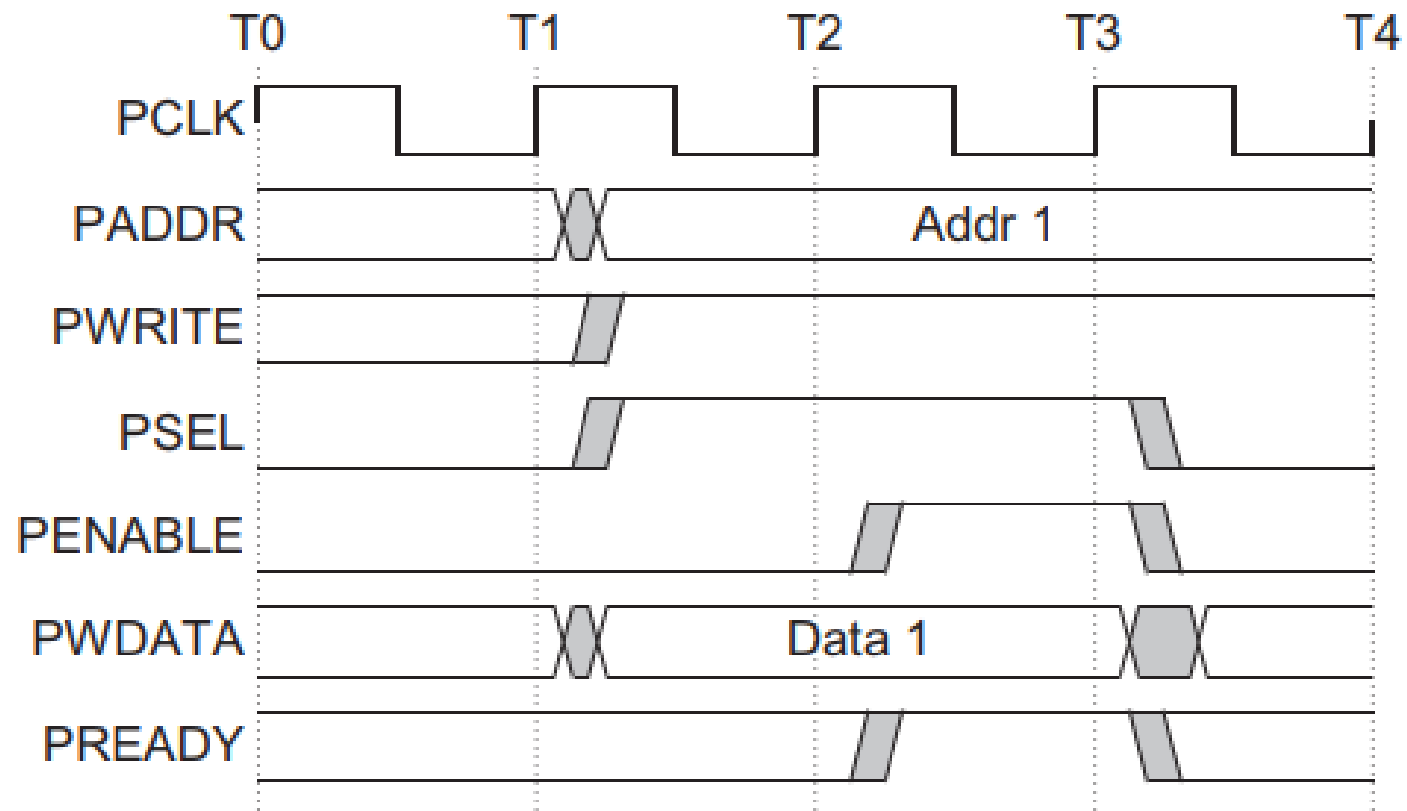 T0 T1 T2 T3 T4
PCLK
PADDR Addr 1
PWRITE
PSEL
PENABLE
PWDATA Data 1
PREADY